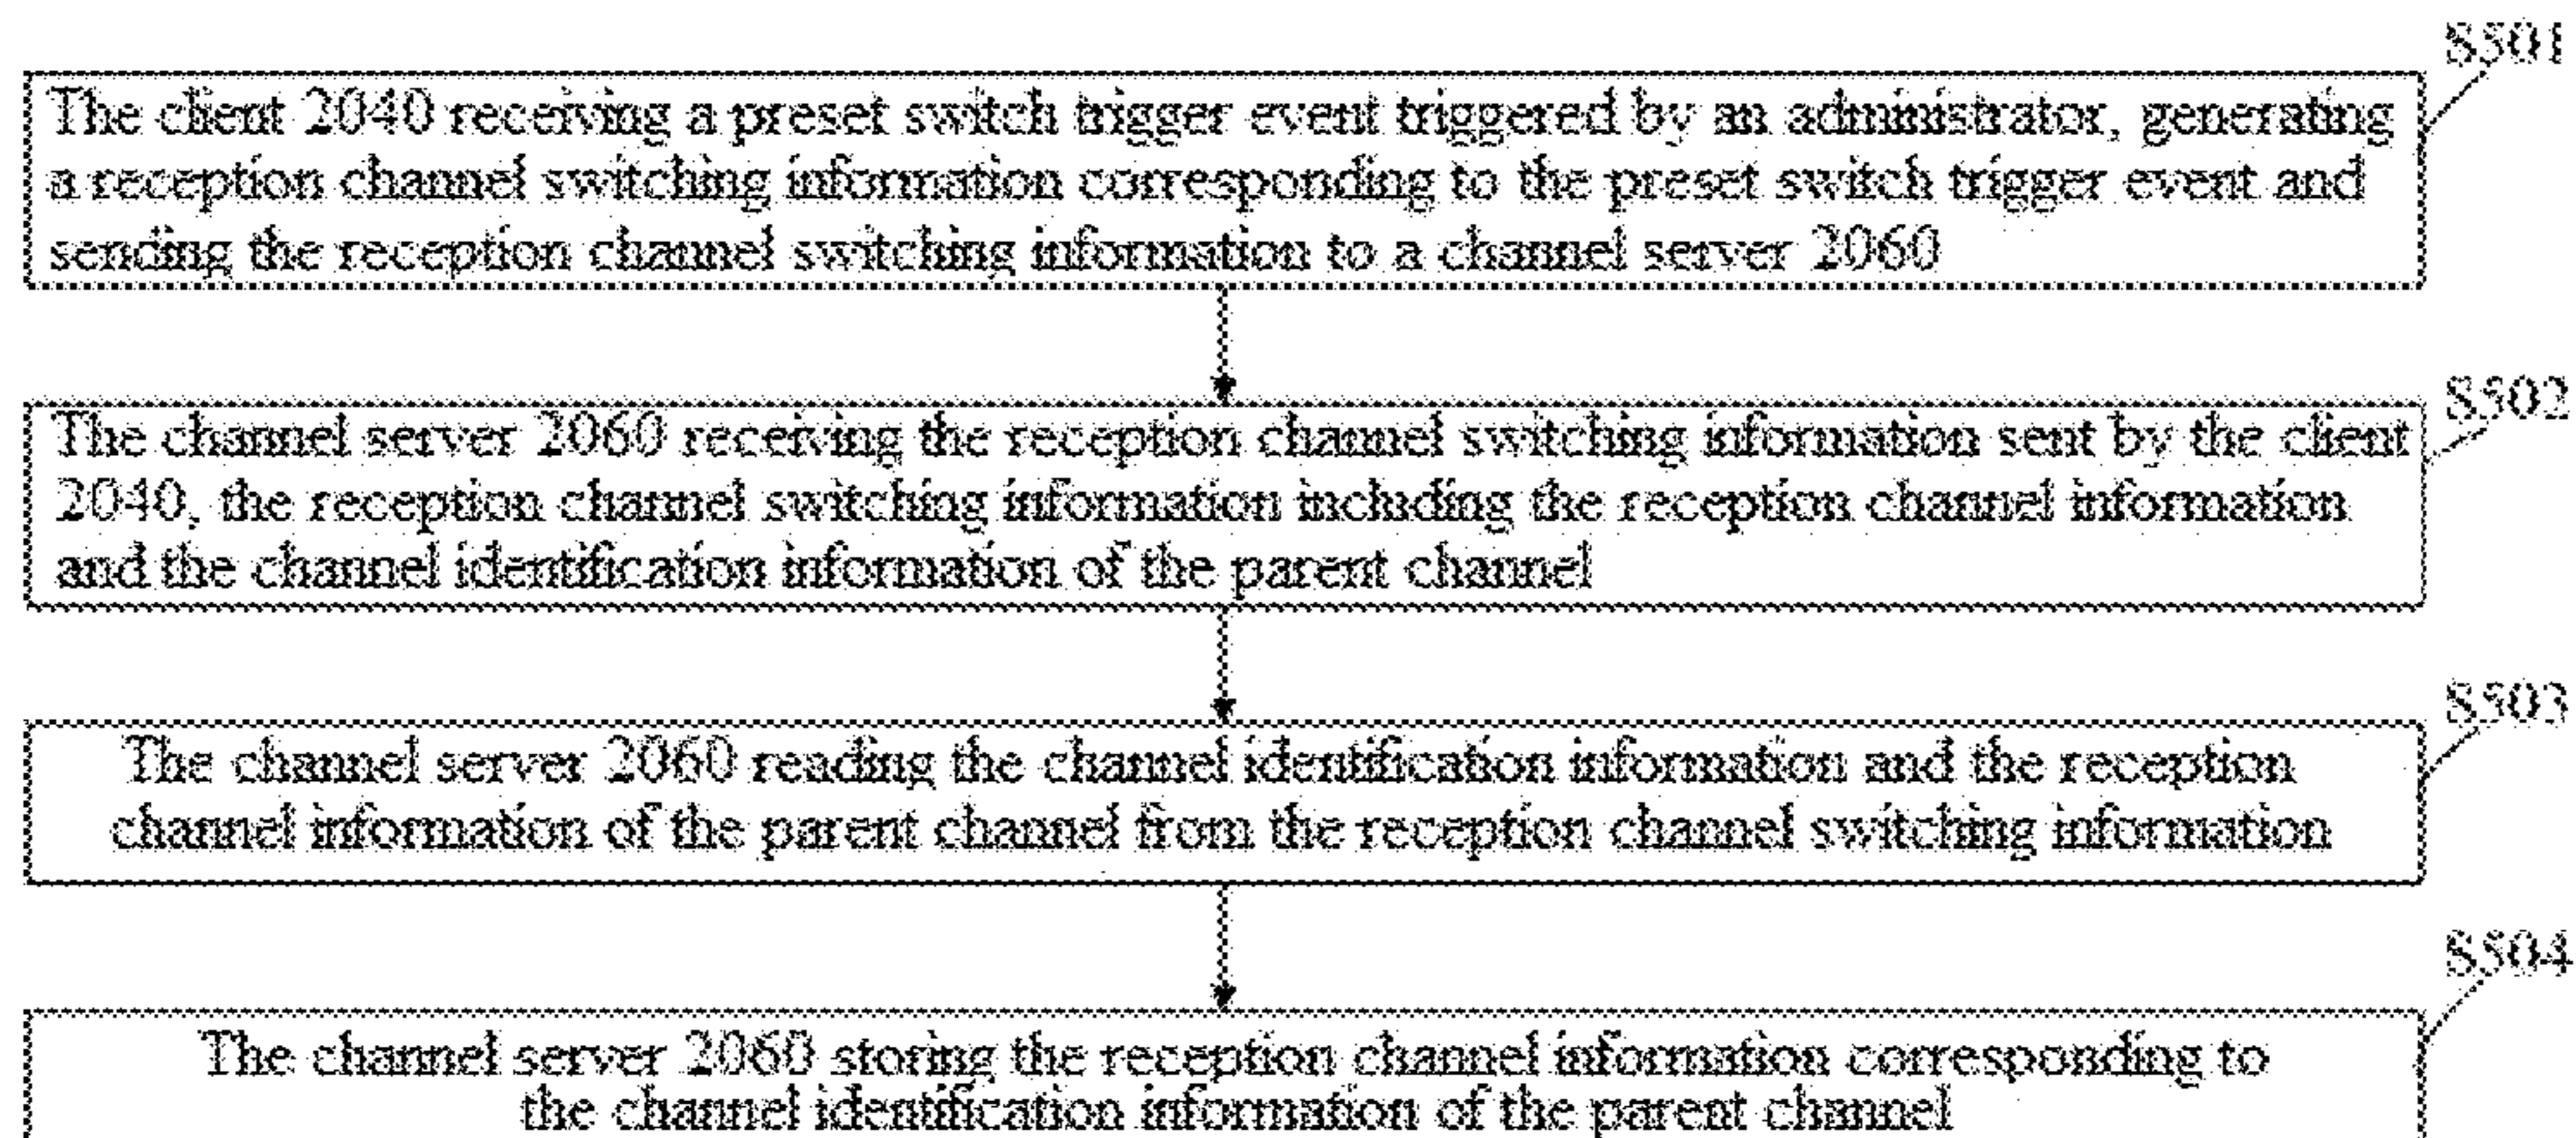 S501
The client 2040 receiving a preset switch trigger event triggered by an administrator, generating
a reception channel switching information corresponding to the preset switch trigger event and
sending the reception channel switching information to a channel server 2060
S502
The channel server 2060 receiving the reception channel switching information sent by the client
2040, the reception channel switching information including the reception channel information
and the channel identification information of the parent channel
S503
The channel server 2060 reading the channel identification information and the reception
channel information of the parent channel from the reception channel switching information
S504
The channel server 2060 storing the reception channel information corresponding to
the channel identification information of the parent channel